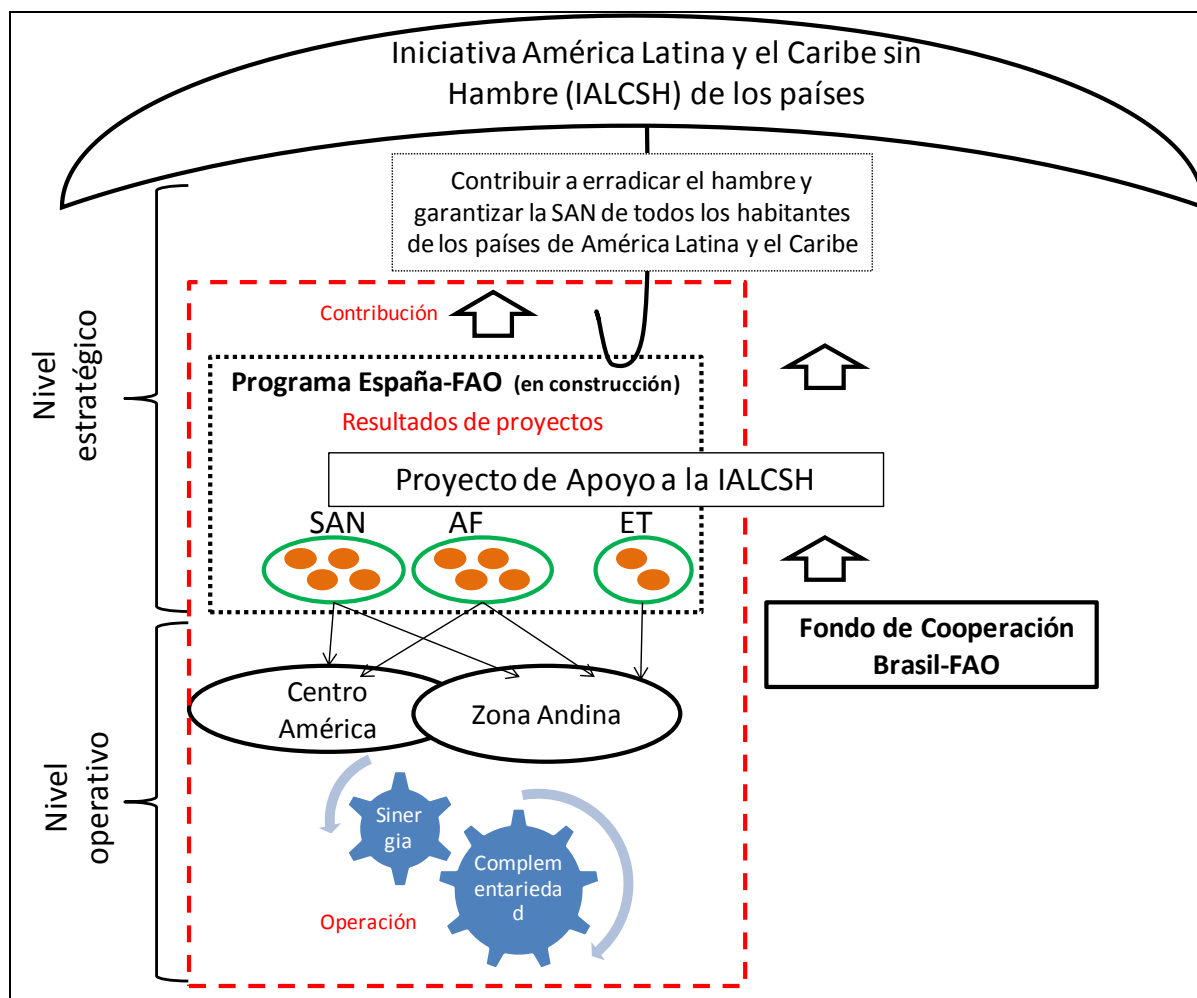 Iniciativa América Latina y el Caribe sin
Hambre (IALCSH) de los países
Contribuir a erradicar el hambre y
garantizar la SAN de todos los habitantes
de los países de América Latina y el Caribe
Nivel
estratégico
Contribución
Programa España-FAO (en construcción)
Resultados de proyectos
Proyecto de Apoyo a la IALCSH
SAN
AF
ET
Fondo de Cooperación
Brasil-FAO
Nivel
operativo
Centro
América
Zona Andina
Siner
gia
Complem
entarieda
d
Operación